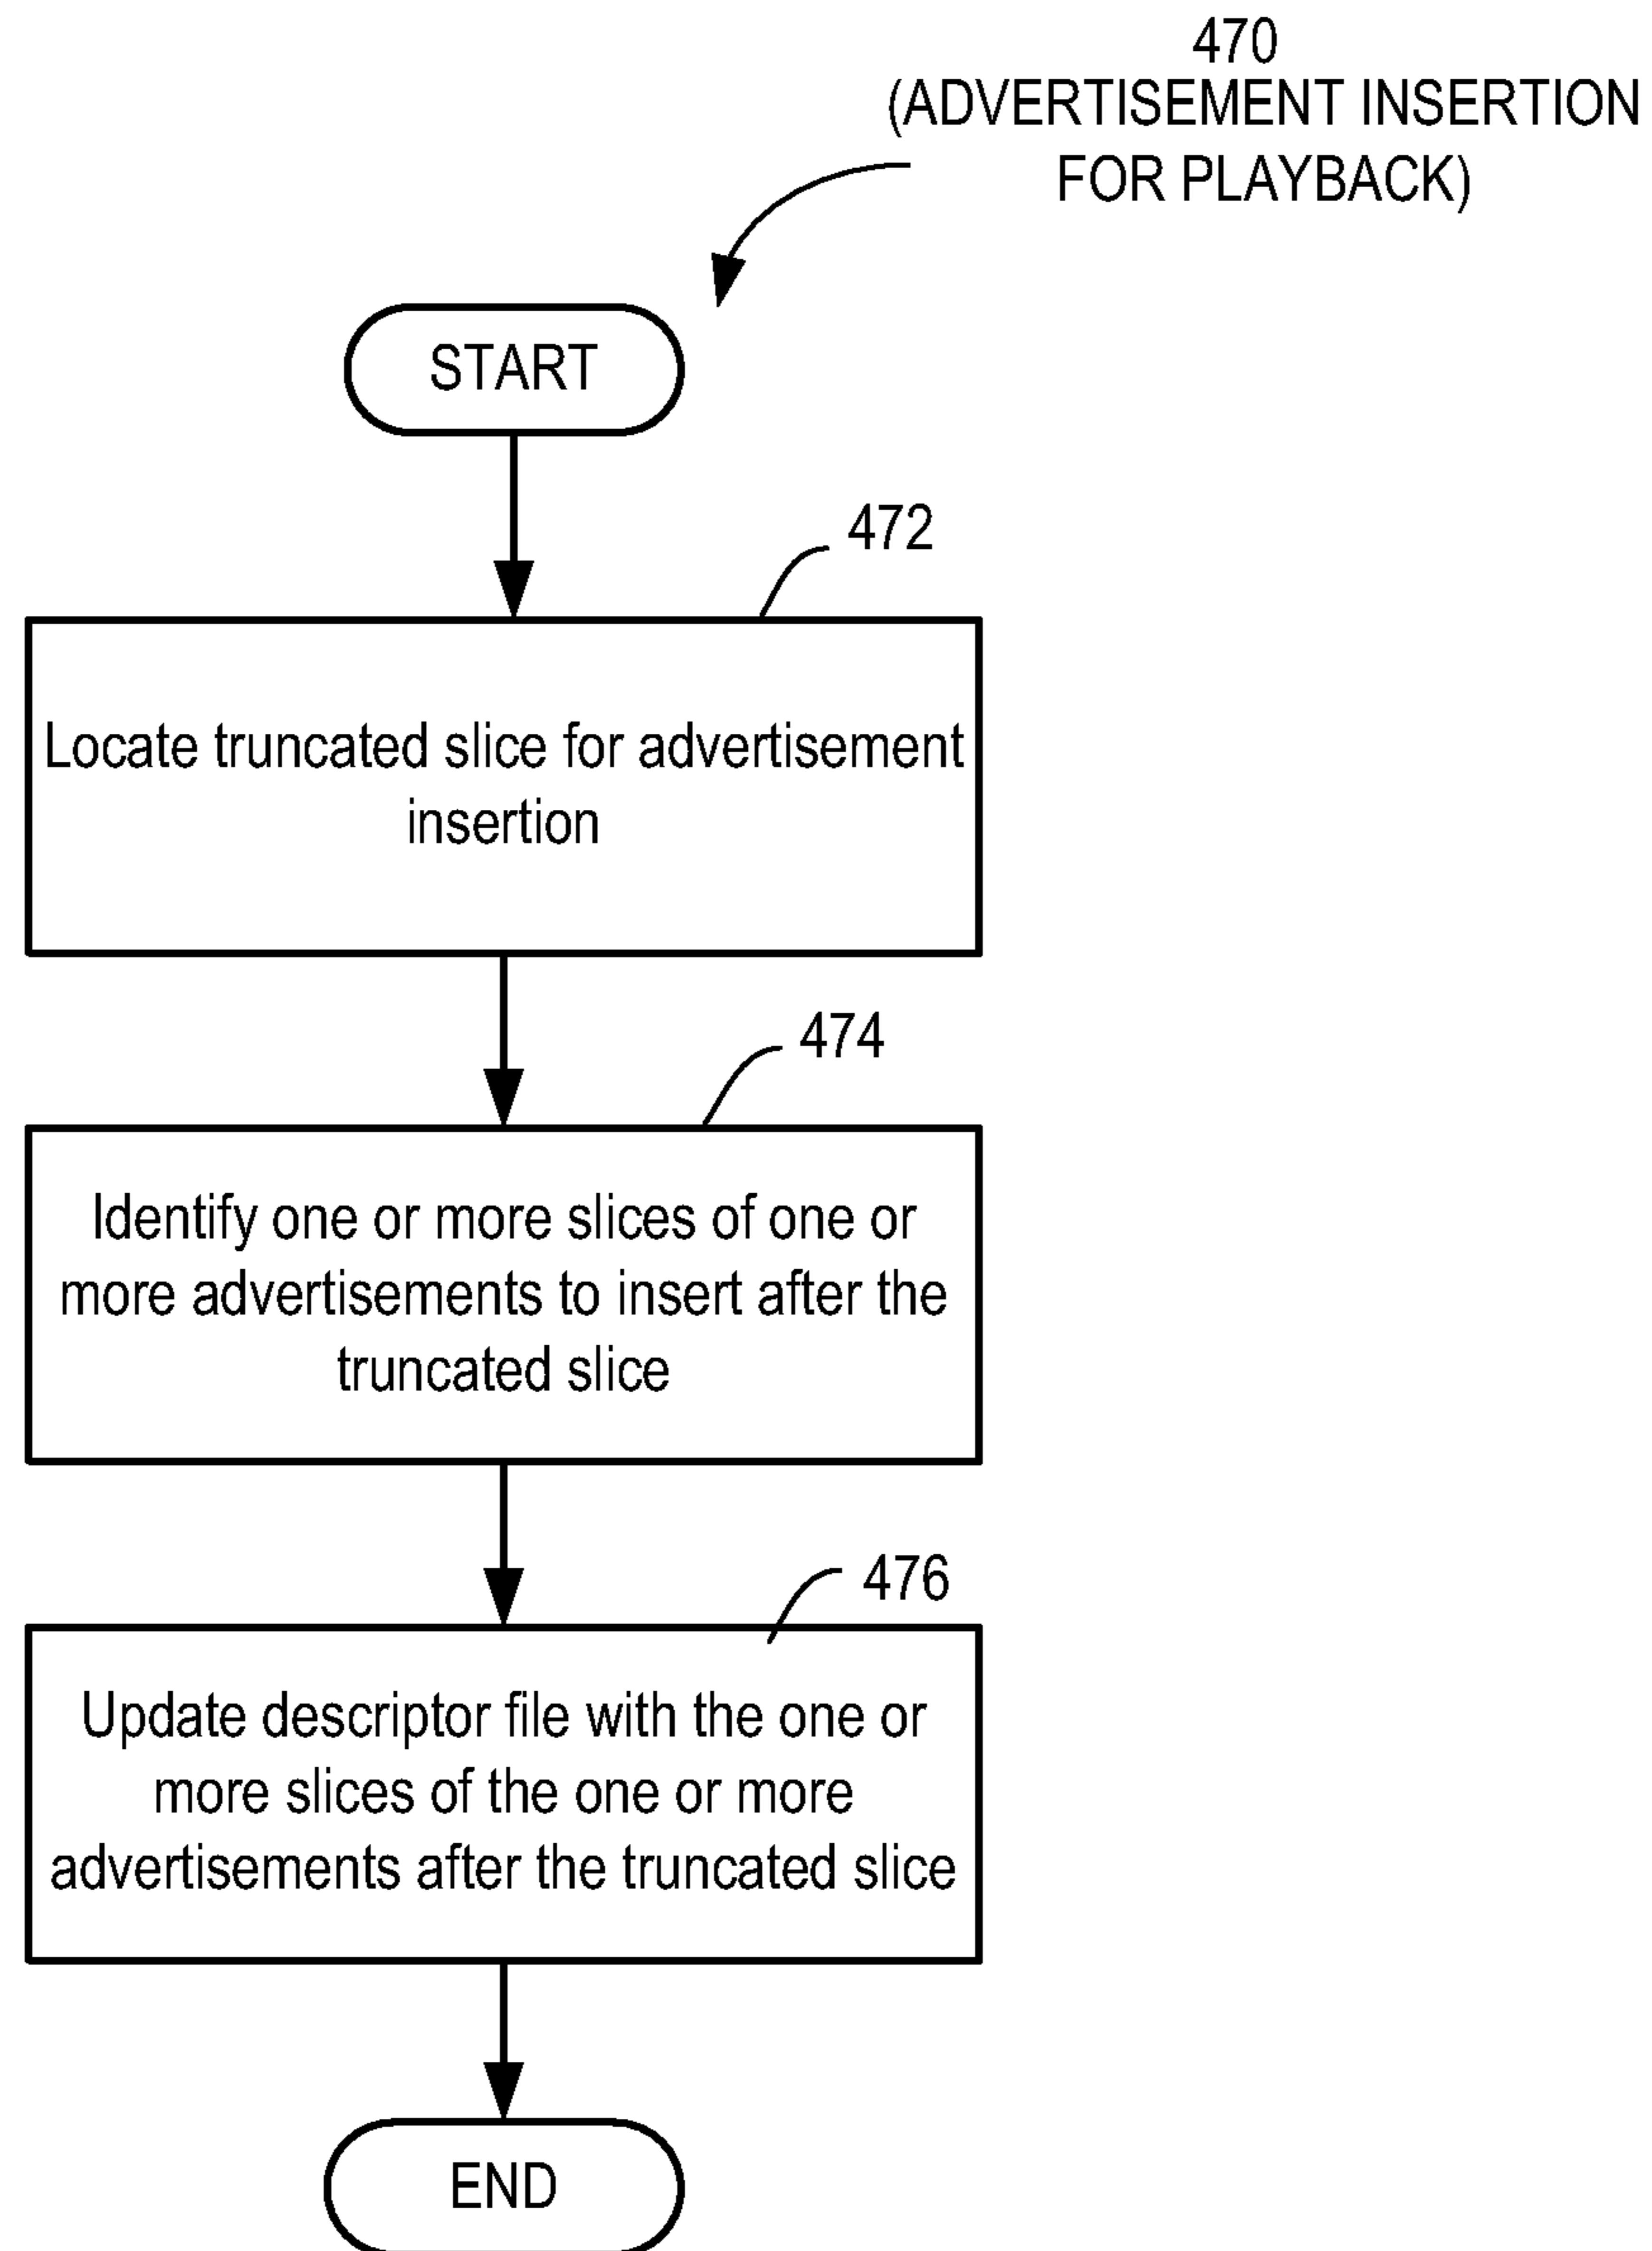 470
(ADVERTISEMENT INSERTION
FOR PLAYBACK)
START
472
Locate truncated slice for advertisement
insertion
474
Identify one or more slices of one or
more advertisements to insert after the
truncated slice
476
Update descriptor file with the one or
more slices of the one or more
advertisements after the truncated slice
END